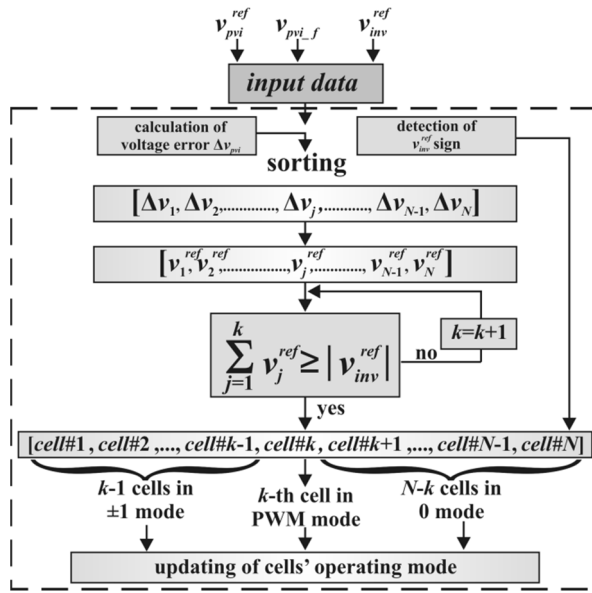 v_pvi^ref v_pvi_f v_inv^ref
input data
calculation of
voltage error Δv_pvi
detection of
v_inv^ref sign
sorting
[Δv_1, Δv_2,............., Δv_j,..........., Δv_N-1, Δv_N]
[v_1^ref, v_2^ref,................,v_j^ref,..........., v_N-1^ref, v_N^ref]
k=k+1
∑_{j=1}^{k} v_j^ref ≥ | v_inv^ref |
no
yes
[cell#1, cell#2 ,..., cell#k-1, cell#k, cell#k+1 ,..., cell#N-1, cell#N]
k-1 cells in
±1 mode
k-th cell in
PWM mode
N-k cells in
0 mode
updating of cells' operating mode